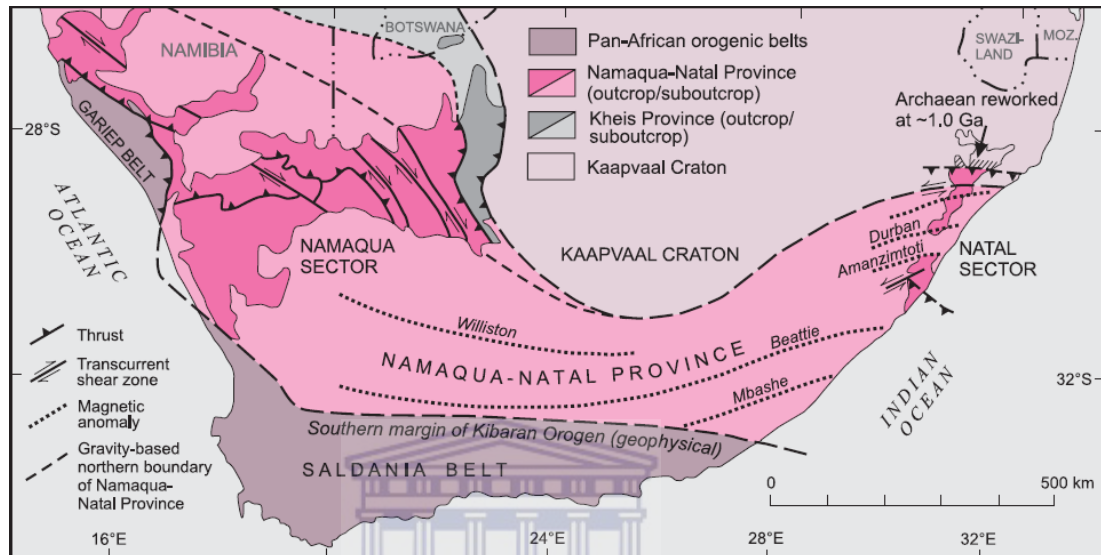 BOTSWANA
NAMIBIA
SWAZI-
LAND
MOZ.
Pan-African orogenic belts
Namaqua-Natal Province
(outcrop/suboutcrop)
Kheis Province (outcrop/
suboutcrop)
Kaapvaal Craton
Archaean reworked
at ~1.0 Ga
28°S
GARIEP BELT
ATLANTIC
OCEAN
NAMAQUA
SECTOR
KAAPVAAL CRATON
Durban
Amanzimtoti
NATAL
SECTOR
Williston
Beattie
NAMAQUA-NATAL PROVINCE
Mbashe
INDIAN
OCEAN
32°S
Thrust
Transcurrent
shear zone
Magnetic
anomaly
Gravity-based
northern boundary
of Namaqua-
Natal Province
Southern margin of Kibaran Orogen (geophysical)
SALDANIA BELT
0
500 km
16°E
24°E
28°E
32°E